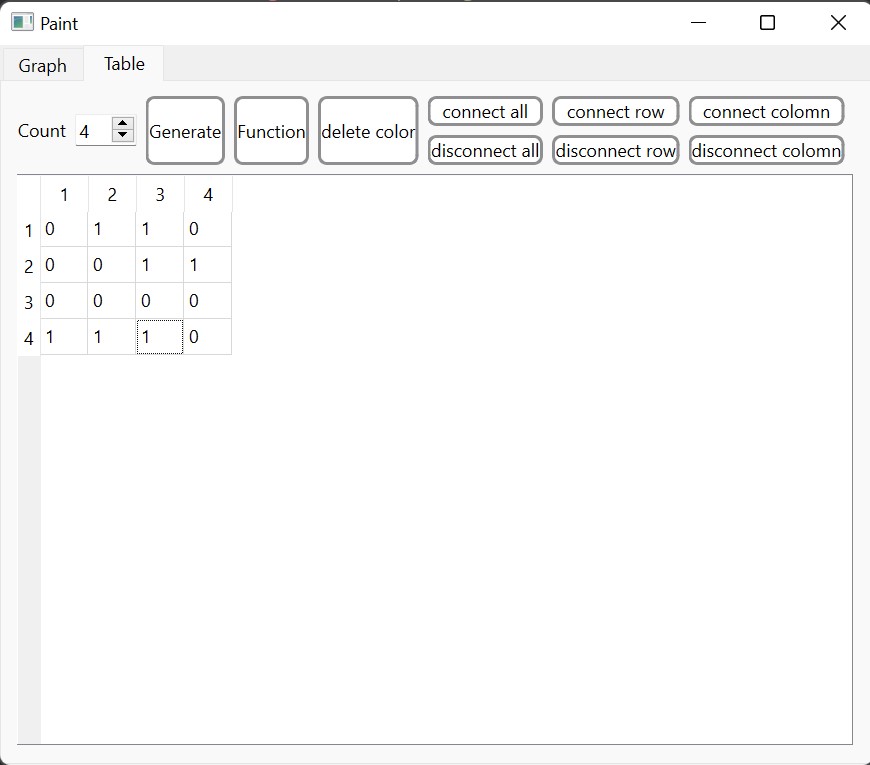 Paint
Graph Table
Count 4 Generate Function delete color connect all connect row connect colomn
disconnect all disconnect row disconnect colomn
1 2 3 4
1 0 1 1 0
2 0 0 1 1
3 0 0 0 0
4 1 1 1 0